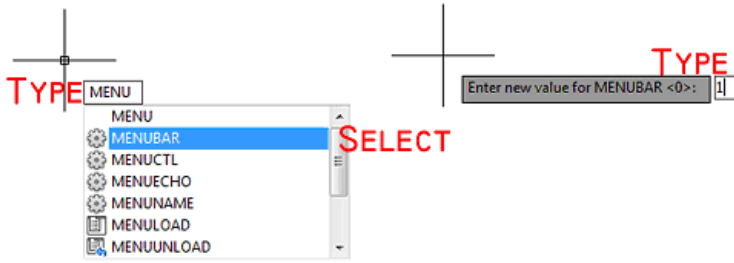 TYPE
MENU
MENU
MENUBAR
SELECT
MENUCTL
MENUECHO
MENUNAME
MENULOAD
MENUUNLOAD
TYPE
Enter new value for MENUBAR <0>: 1